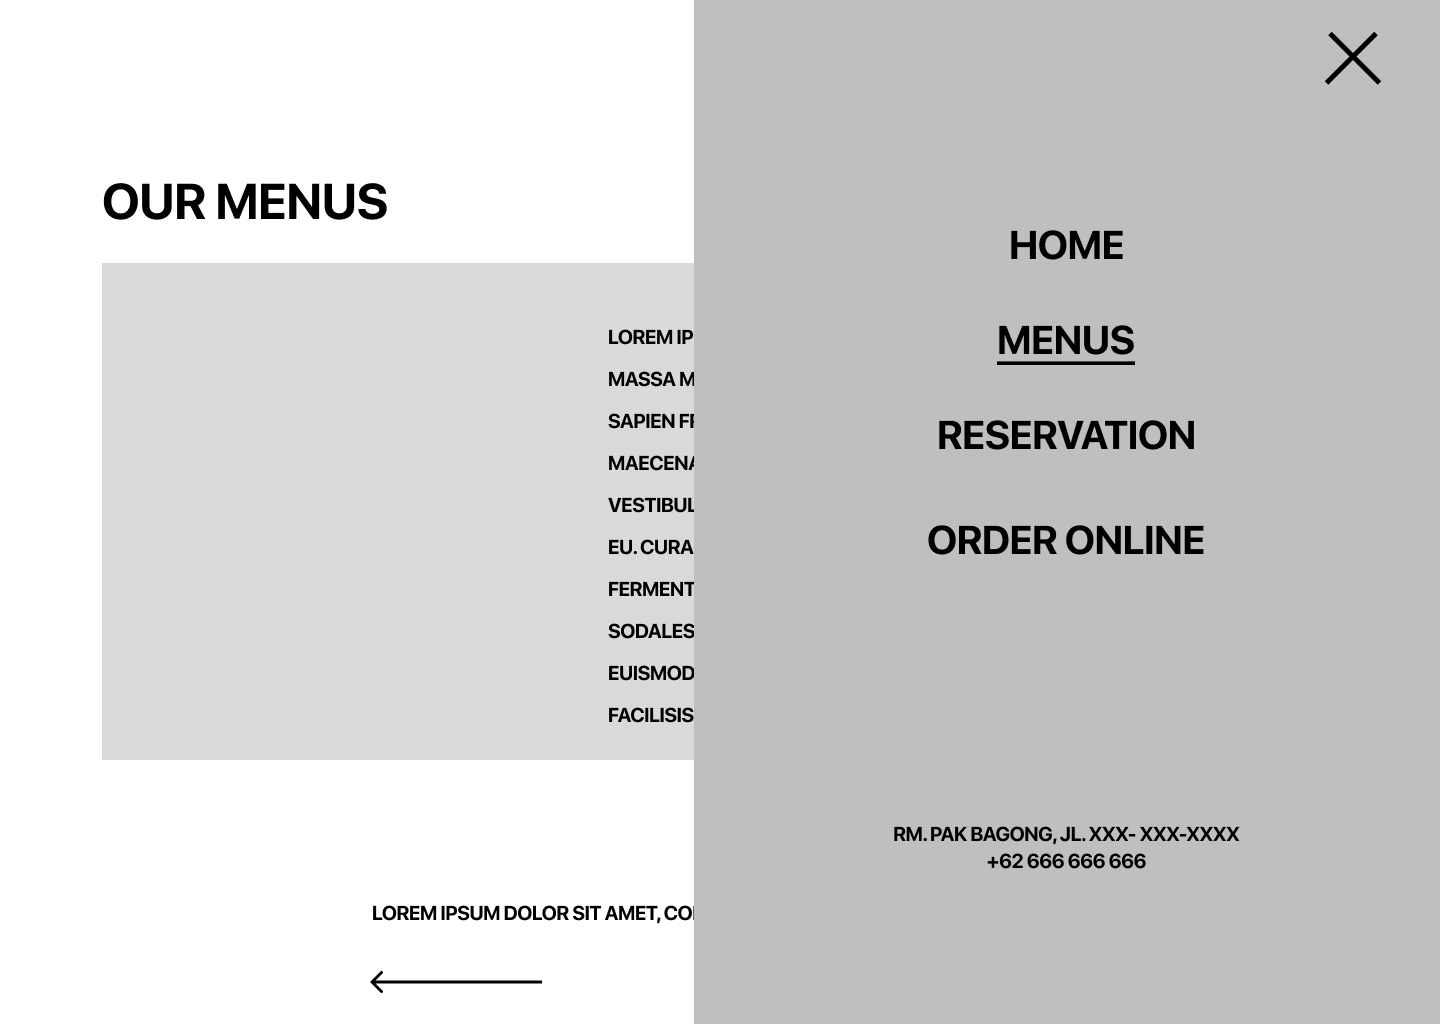 OUR MENUS
LOREM IP
MASSA M
SAPIEN
MAECENA
VESTIBUL
EU. CURA
FERMENT
SODALES
EUISMOD
FACILISIS
LOREM IPSUM DOLOR SIT AMET, CO
HOME
MENUS
RESERVATION
ORDER ONLINE
RM. PAK BAGONG, JL. XXX- XXX-XXXX
+62 666 666 666